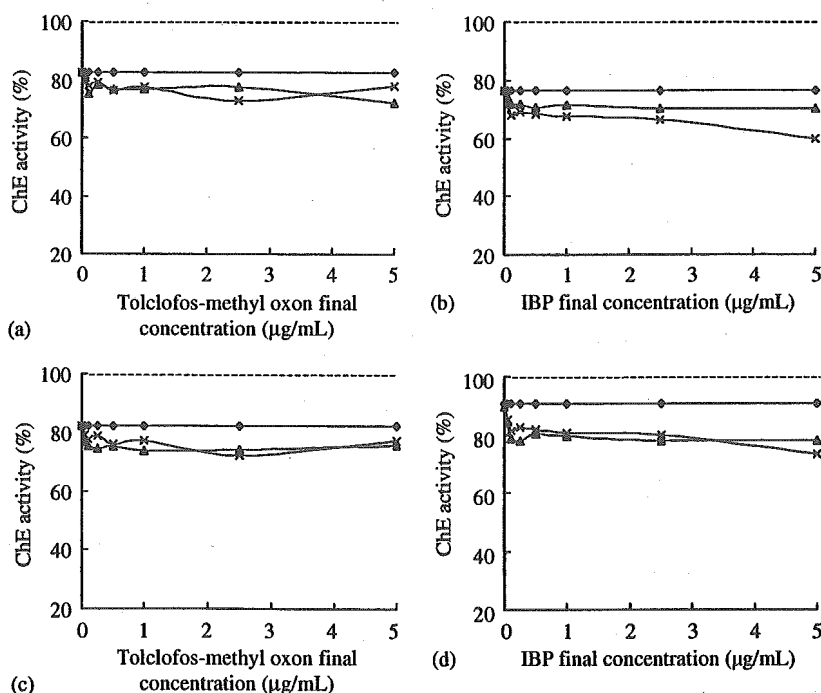 100
80
60
40
20
ChE activity (%)
0 1 2 3 4 5
Tolclofos-methyl oxon final
concentration (µg/mL)
(a)
100
80
60
40
20
ChE activity (%)
0 1 2 3 4 5
IBP final concentration (µg/mL)
(b)
100
80
60
40
20
ChE activity (%)
0 1 2 3 4 5
Tolclofos-methyl oxon final
concentration (µg/mL)
(c)
100
80
60
40
20
ChE activity (%)
0 1 2 3 4 5
IBP final concentration (µg/mL)
(d)